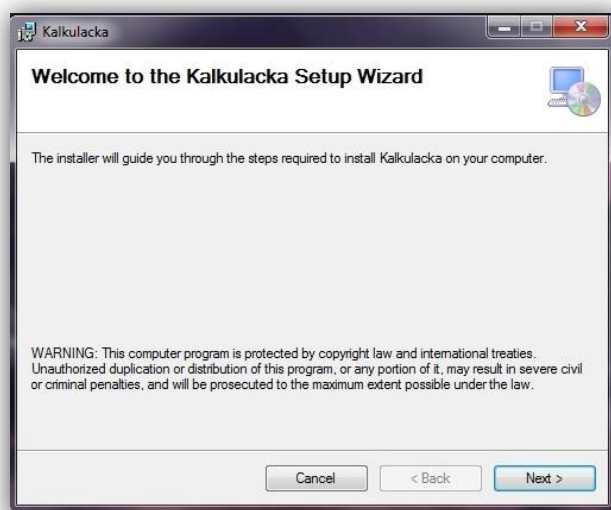 Kalkulacka
Welcome to the Kalkulacka Setup Wizard
The installer will guide you through the steps required to install Kalkulacka on your computer.
WARNING: This computer program is protected by copyright law and international treaties.
Unauthorized duplication or distribution of this program, or any portion of it, may result in severe civil
or criminal penalties, and will be prosecuted to the maximum extent possible under the law.
Cancel
< Back
Next >